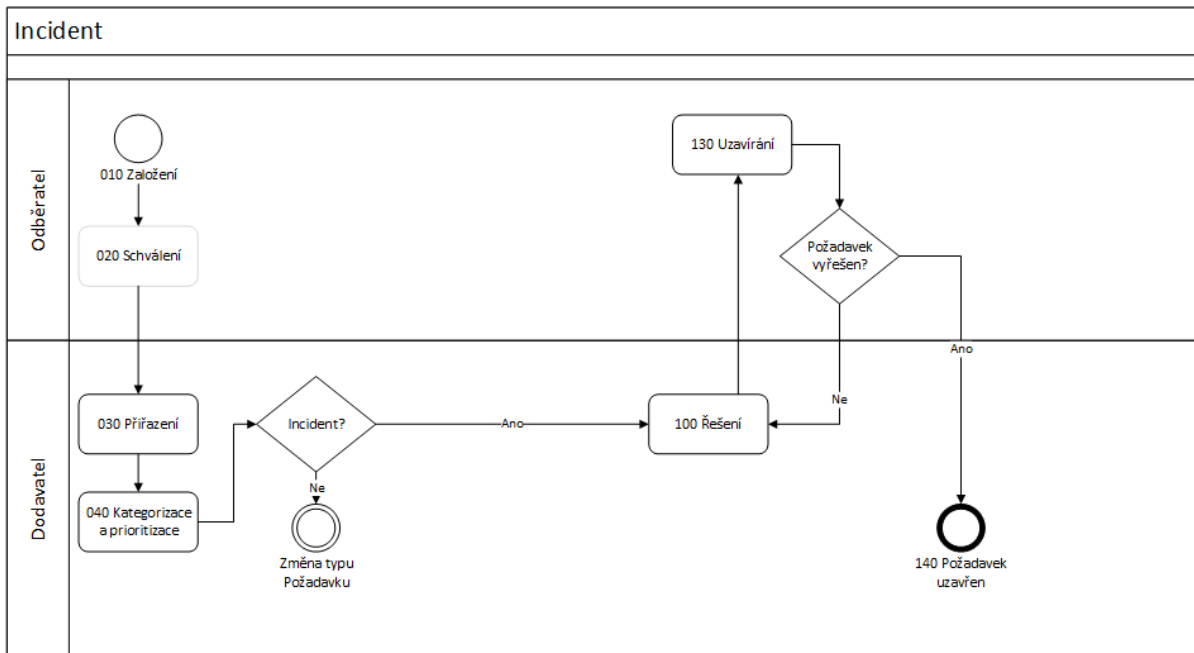 Incident
Odběratel
010 Založení
020 Schválení
130 Uzavírání
Požadavek
vyřešen?
Ano
Ne
Dodavatel
030 Přiřazení
040 Kategorizace
a prioritizace
Incident?
Ano
Ne
Změna typu
Požadavku
100 Řešení
140 Požadavek
uzavřen